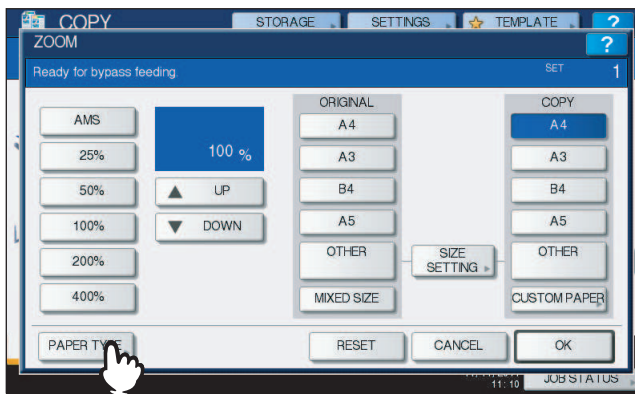 COPY STORAGE SETTINGS TEMPLATE ?
ZOOM ?
Ready for bypass feeding. SET 1
ORIGINAL COPY
AMS A4 A4
25% 100 % A3 A3
50% UP B4 B4
100% DOWN A5 A5
200% OTHER SIZE SETTING OTHER
400% MIXED SIZE CUSTOM PAPER
PAPER RESET CANCEL OK
11:10 JOB STATUS